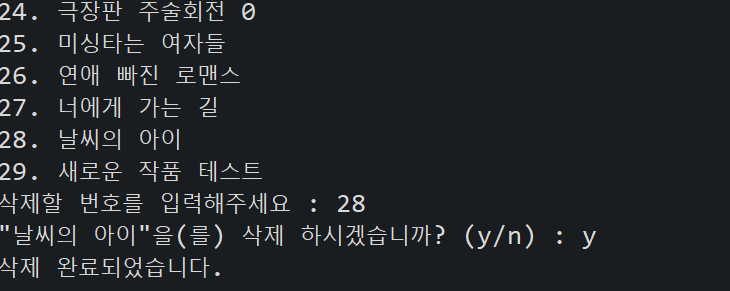 24. 극장판 주술회전 0
25. 미싱타는 여자들
26. 연애 빠진 로맨스
27. 너에게 가는 길
28. 날씨의 아이
29. 새로운 작품 테스트
삭제할 번호를 입력해주세요 : 28
"날씨의 아이"을(를) 삭제 하시겠습니까? (y/n) : y
삭제 완료되었습니다.